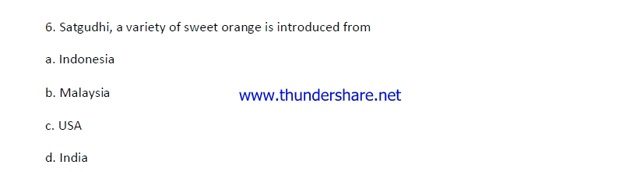 6. Satgudhi, a variety of sweet orange is introduced from
a. Indonesia
b. Malaysia
www.thundershare.net
c. USA
d. India